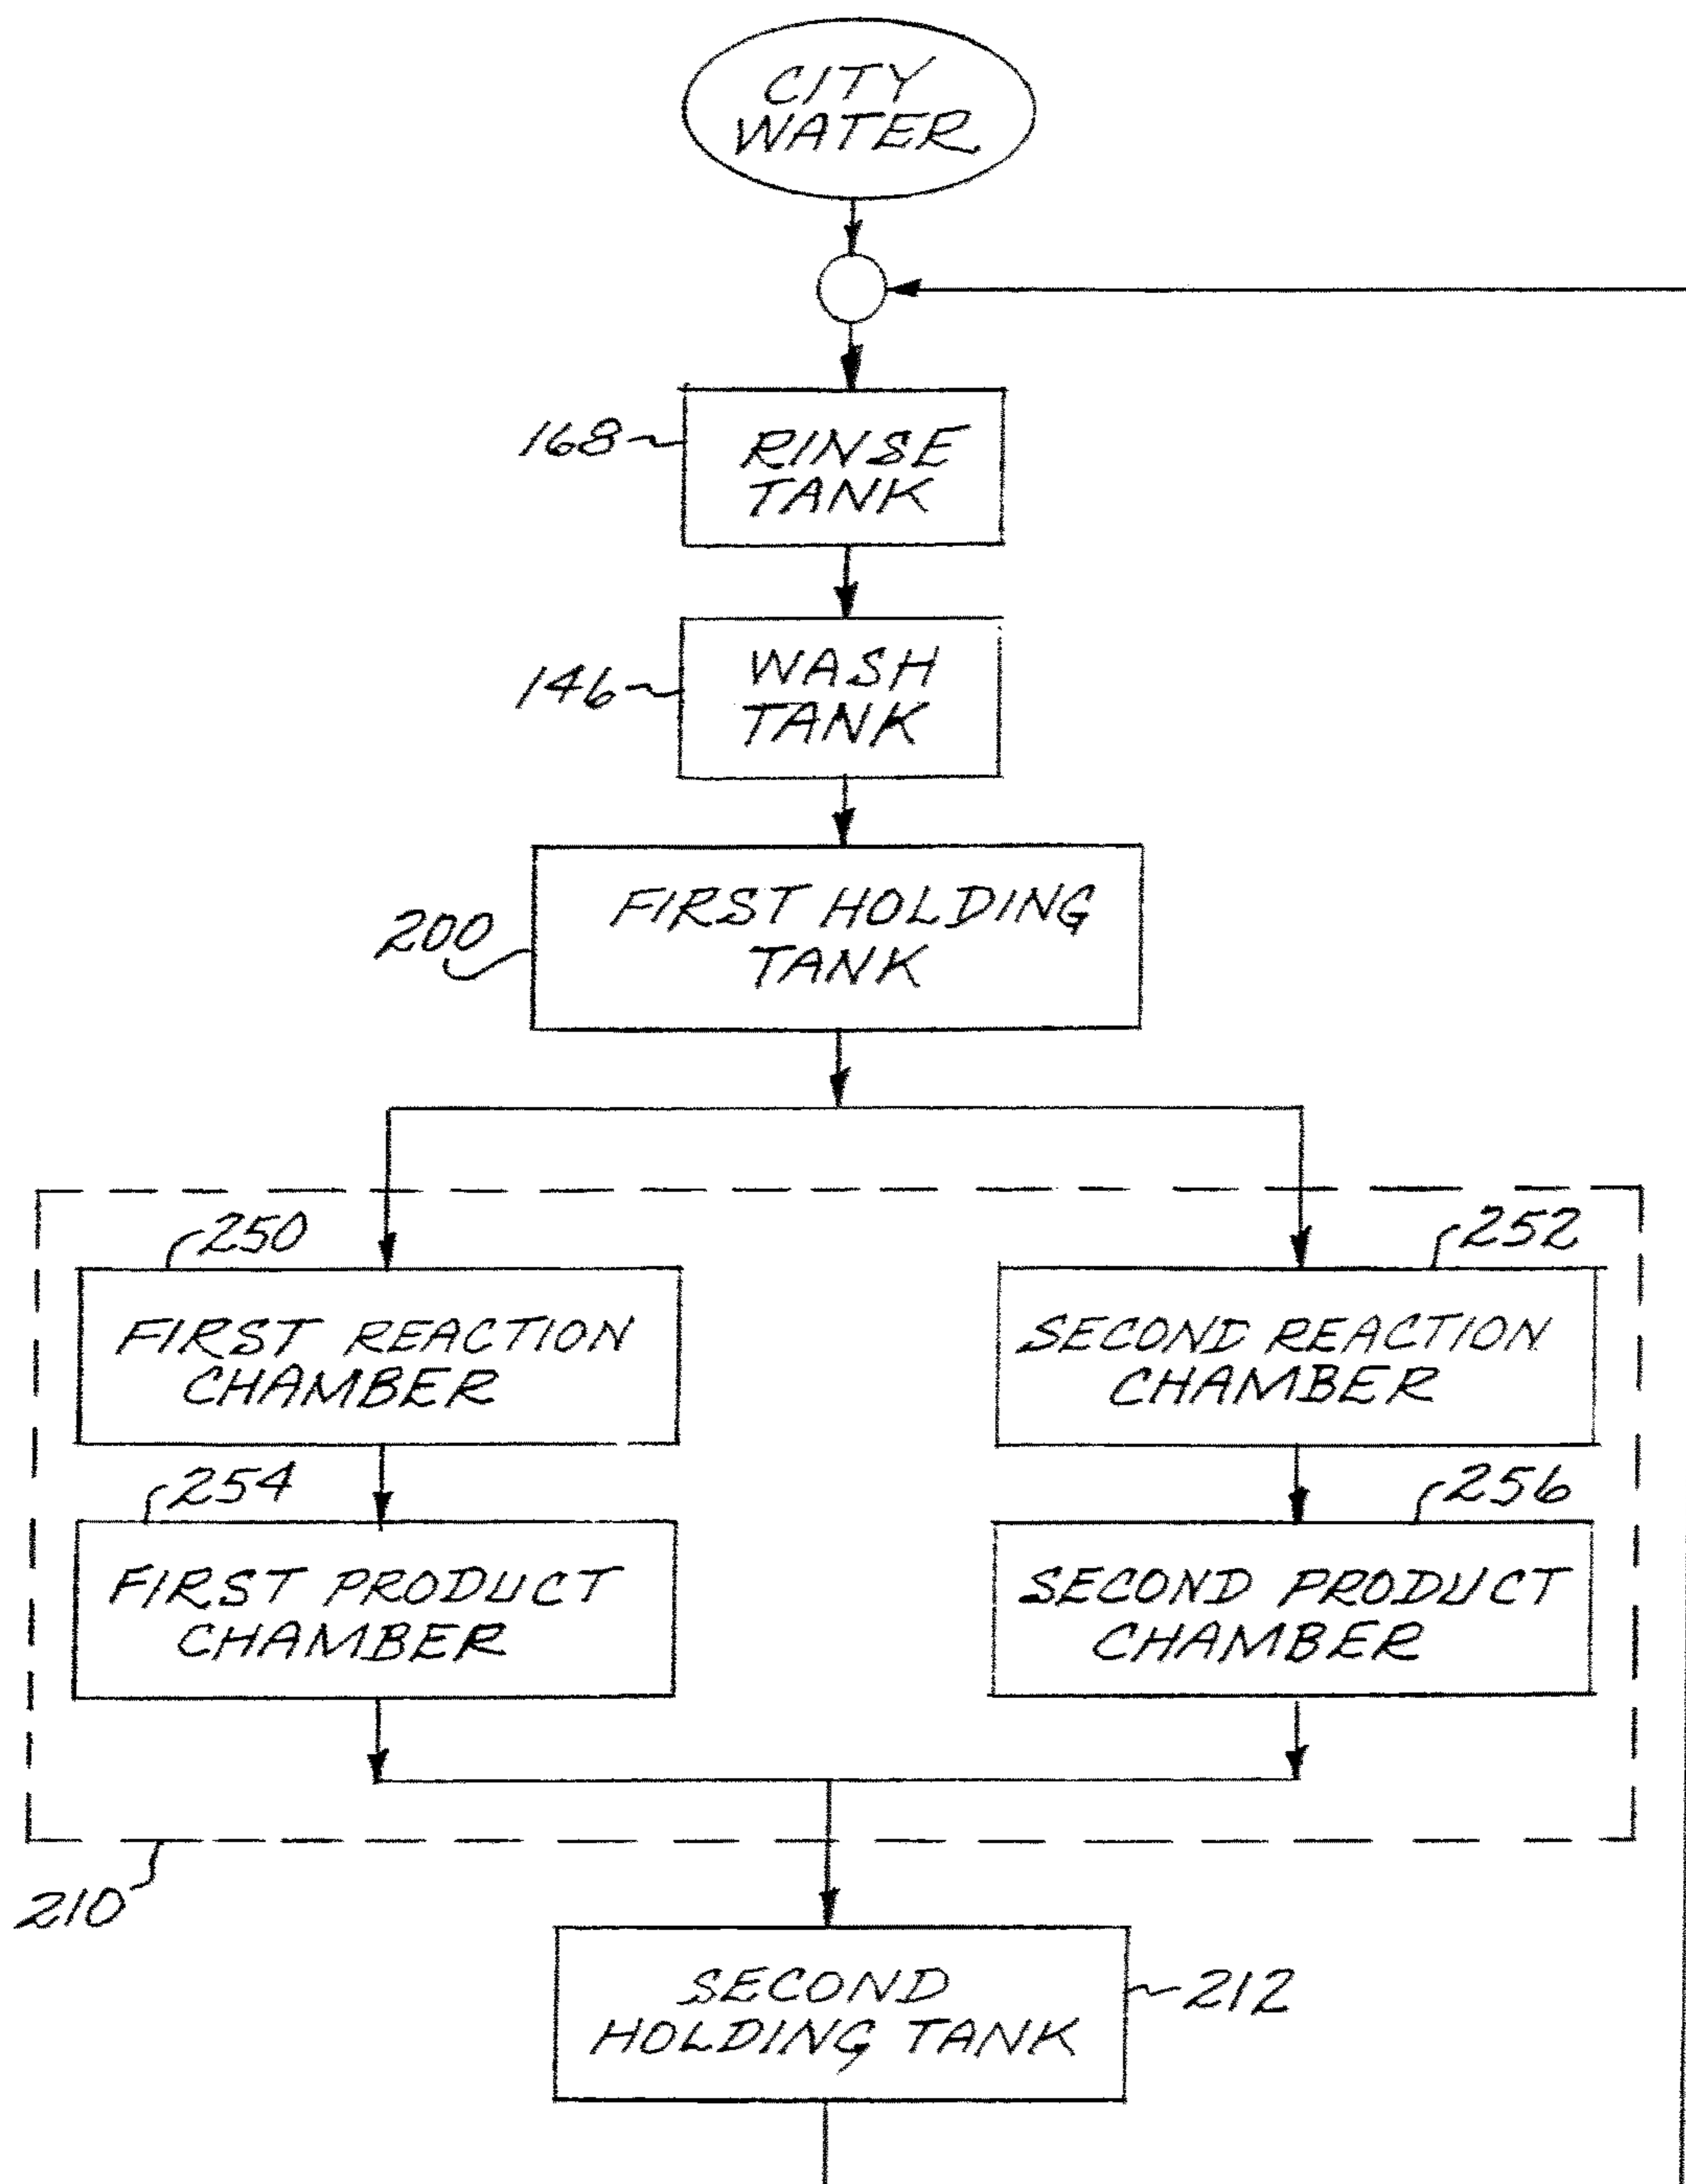 CITY
WATER
168
RINSE
TANK
146
WASH
TANK
200
FIRST HOLDING
TANK
250
252
FIRST REACTION
CHAMBER
SECOND REACTION
CHAMBER
254
256
FIRST PRODUCT
CHAMBER
SECOND PRODUCT
CHAMBER
210
SECOND
HOLDING TANK
212